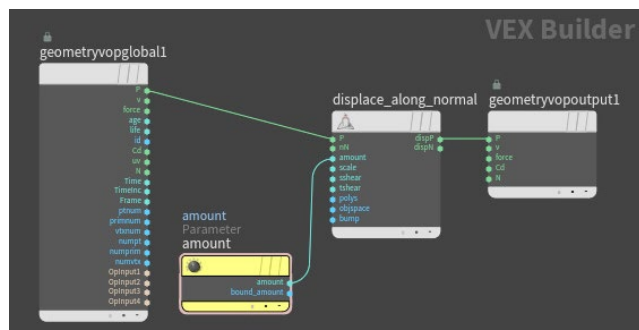 VEX Builder
geometryvopglobal1
P
v
force
age
life
id
Cd
uv
N
Time
TimeInc
Frame
ptnum
primnum
vtxnum
numpt
numprim
numvtx
OpInput1
OpInput2
OpInput3
OpInput4
amount
Parameter
amount
amount
bound_amount
displace_along_normal
P
nN
amount
scale
sshear
tshear
polys
objspace
bump
dispP
dispN
geometryvopoutput1
P
v
force
Cd
N